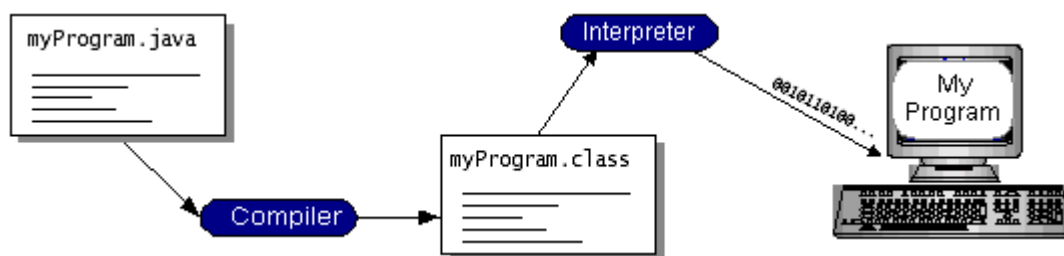 myProgram.java
Compiler
myProgram.class
Interpreter
0010110100...
My
Program